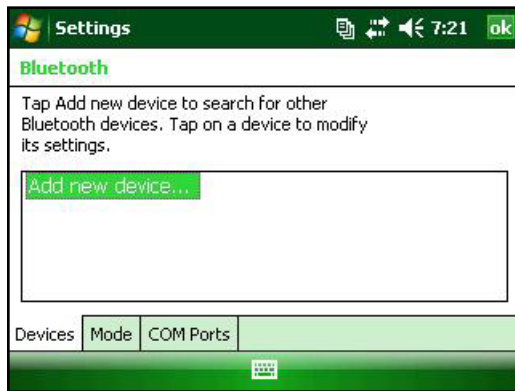 Settings 7:21 ok
Bluetooth
Tap Add new device to search for other
Bluetooth devices. Tap on a device to modify
its settings.
Add new device...
Devices Mode COM Ports